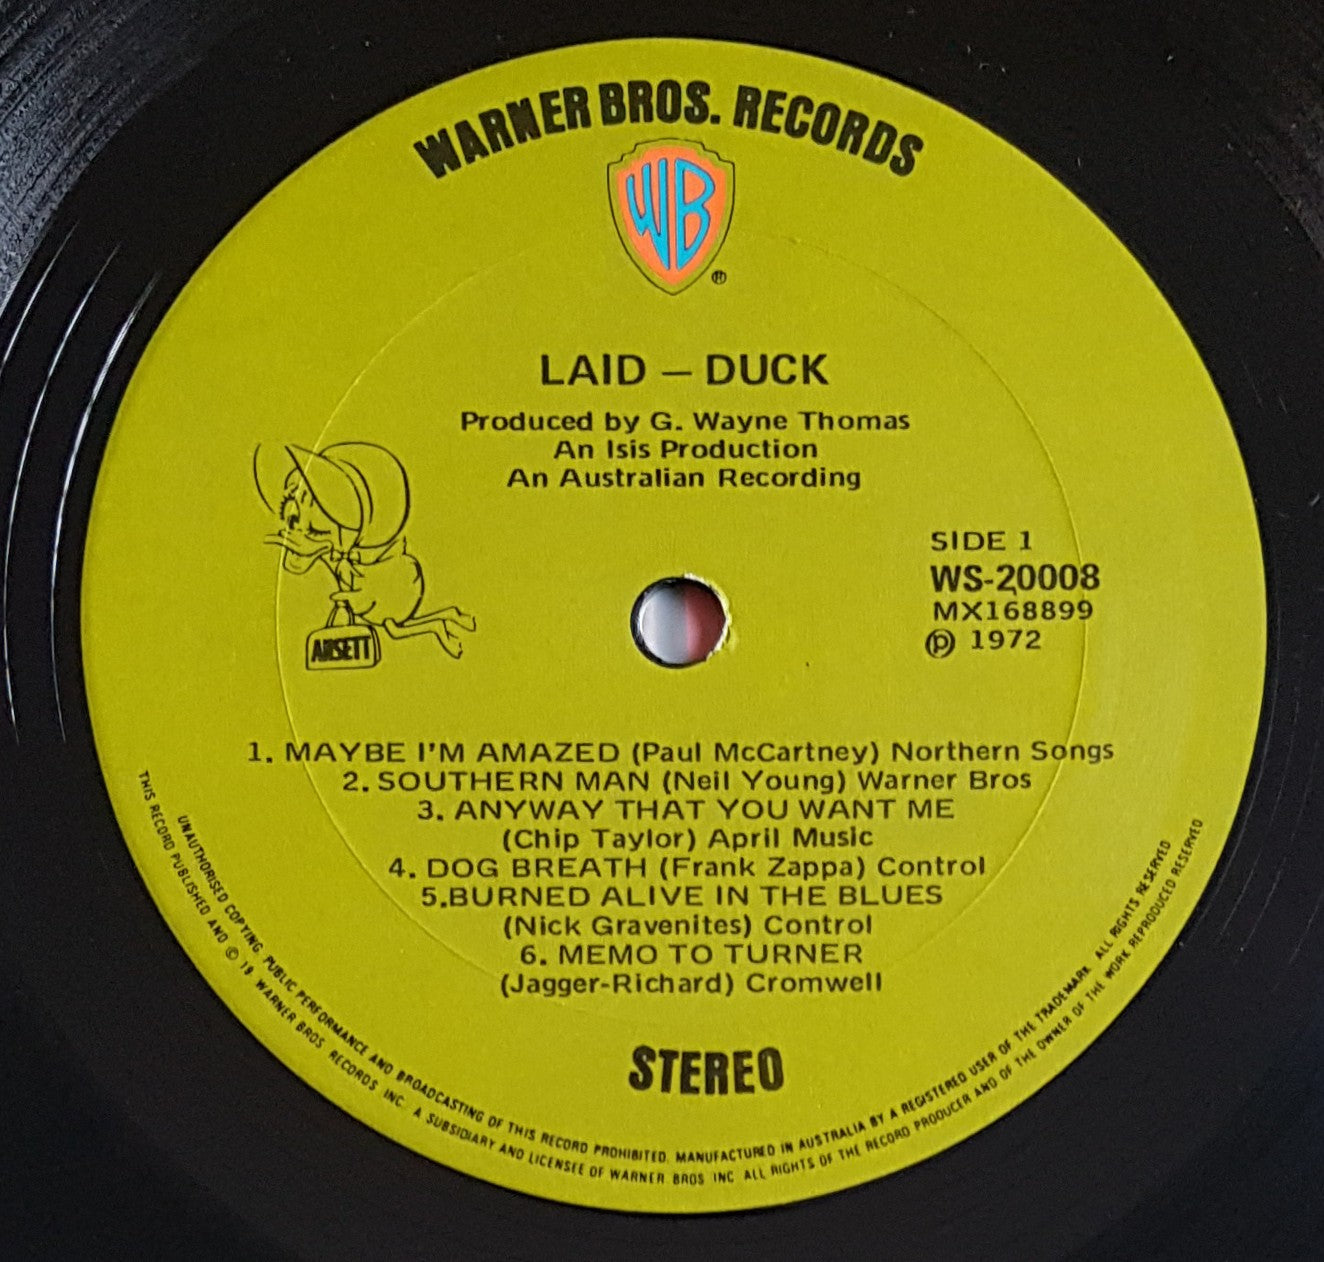 WARNER BROS. RECORDS
WB
®
LAID – DUCK
Produced by G. Wayne Thomas
An Isis Production
An Australian Recording
ANSETT
SIDE 1
WS-20008
MX168899
℗ 1972
1. MAYBE I'M AMAZED (Paul McCartney) Northern Songs
2. SOUTHERN MAN (Neil Young) Warner Bros
3. ANYWAY THAT YOU WANT ME
(Chip Taylor) April Music
4. DOG BREATH (Frank Zappa) Control
5.BURNED ALIVE IN THE BLUES
(Nick Gravenites) Control
6. MEMO TO TURNER
(Jagger-Richard) Cromwell
STEREO
UNAUTHORISED COPYING, PUBLIC PERFORMANCE AND BROADCASTING OF THIS RECORD PROHIBITED. MANUFACTURED IN AUSTRALIA BY A REGISTERED USER OF THE TRADEMARK. ALL RIGHTS RESERVED
THIS RECORD PUBLISHED AND © 19 WARNER BROS. RECORDS INC. A SUBSIDIARY AND LICENSEE OF WARNER BROS INC ALL RIGHTS OF THE RECORD PRODUCER AND OF THE OWNER OF THE WORK REPRODUCED RESERVED